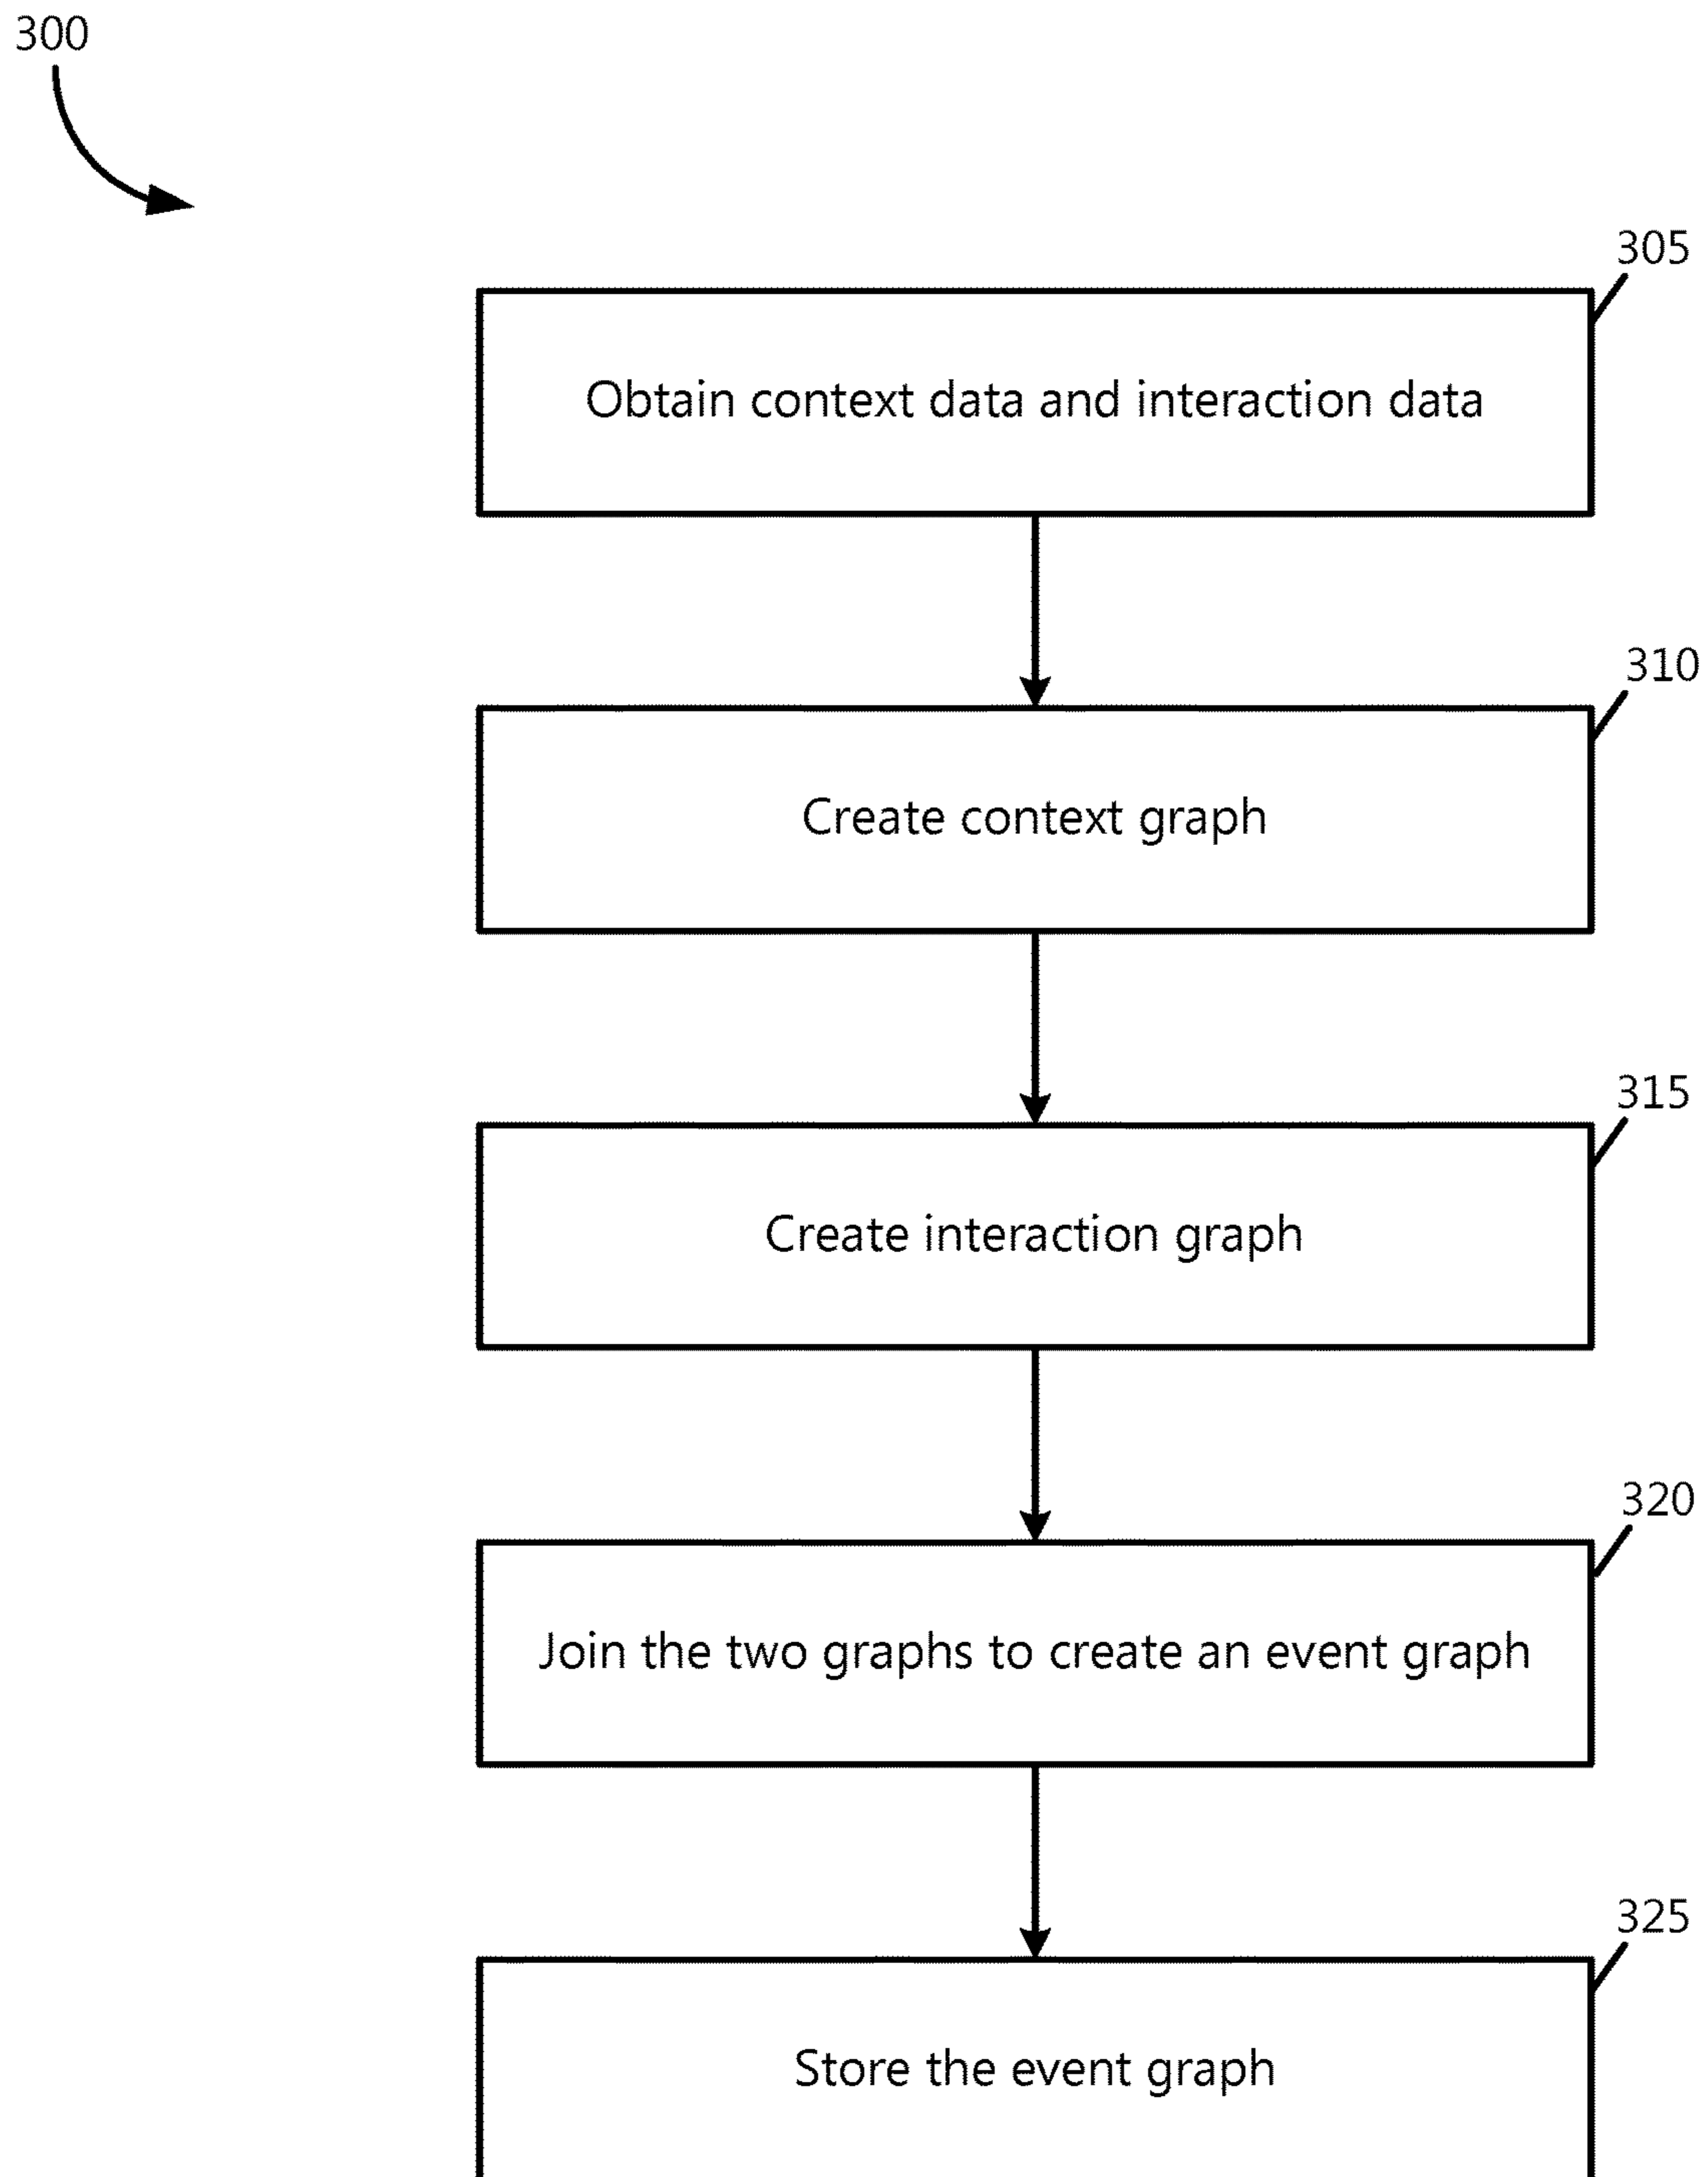 300
305
Obtain context data and interaction data
310
Create context graph
315
Create interaction graph
320
Join the two graphs to create an event graph
325
Store the event graph